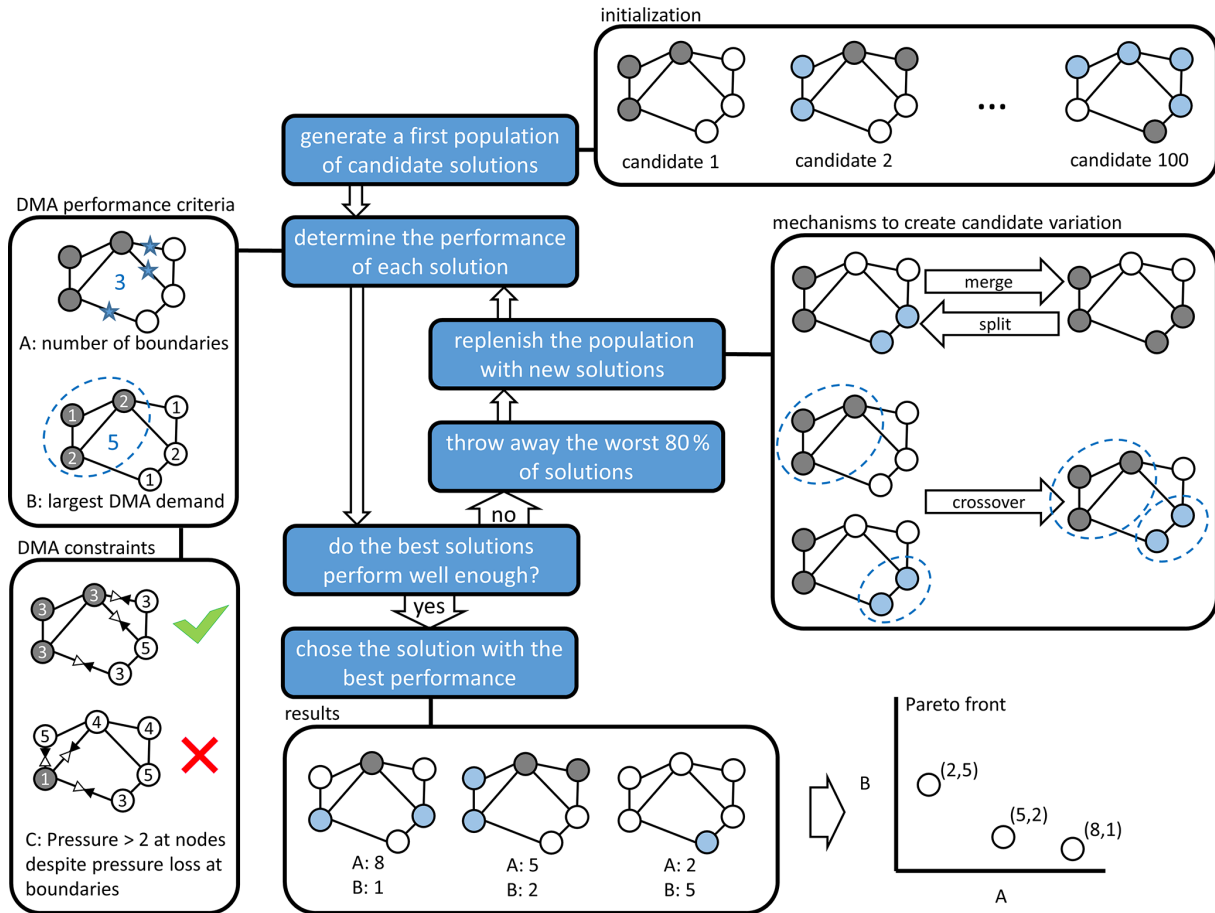 initialization
candidate 1
candidate 2
...
candidate 100
generate a first population
of candidate solutions
DMA performance criteria
3
A: number of boundaries
1
2
1
2
5
2
1
B: largest DMA demand
determine the performance
of each solution
mechanisms to create candidate variation
merge
split
crossover
replenish the population
with new solutions
throw away the worst 80 %
of solutions
no
do the best solutions
perform well enough?
yes
chose the solution with the
best performance
DMA constraints
3
3
3
3
5
3
5
4
4
1
5
3
C: Pressure > 2 at nodes
despite pressure loss at
boundaries
results
A: 8
B: 1
A: 5
B: 2
A: 2
B: 5
Pareto front
B
(2,5)
(5,2)
(8,1)
A